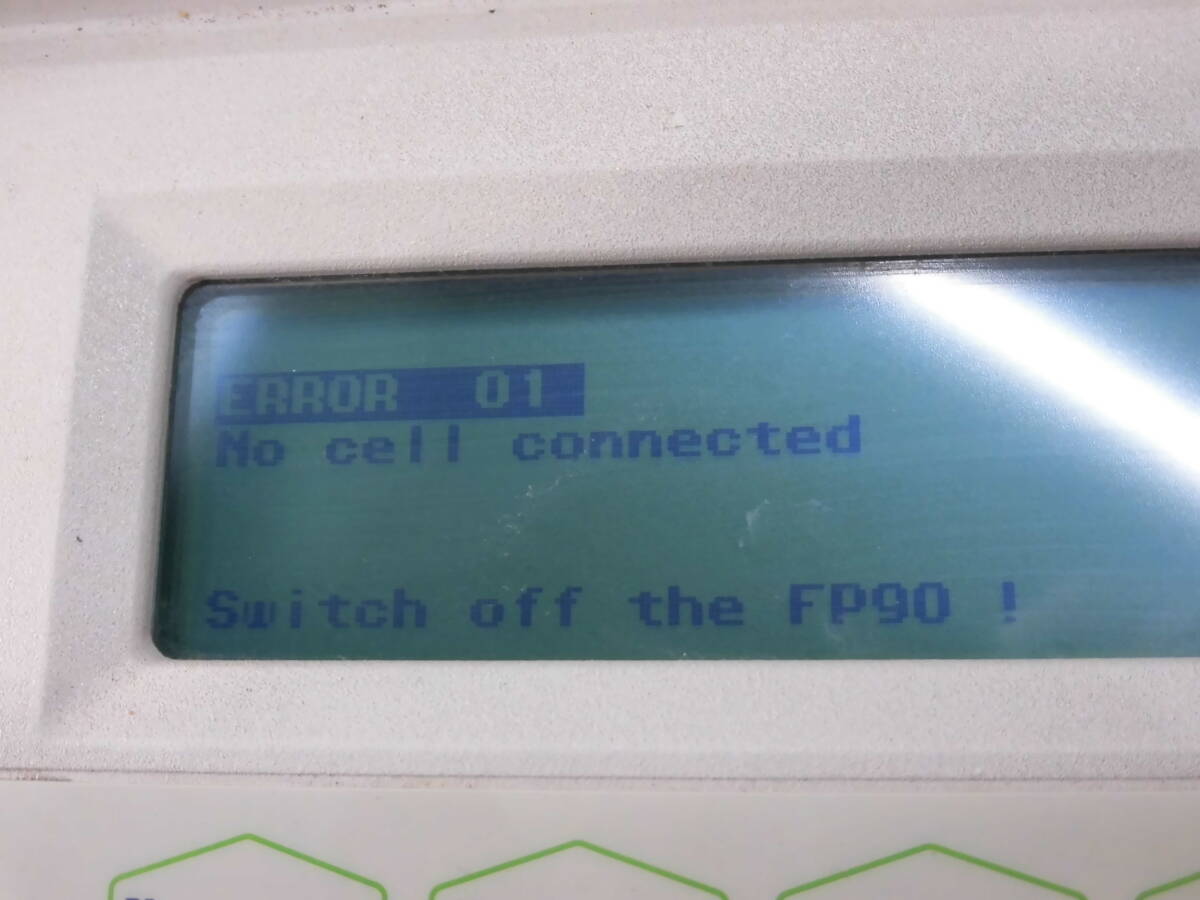 ERROR 01
No cell connected
Switch off the FP90 !